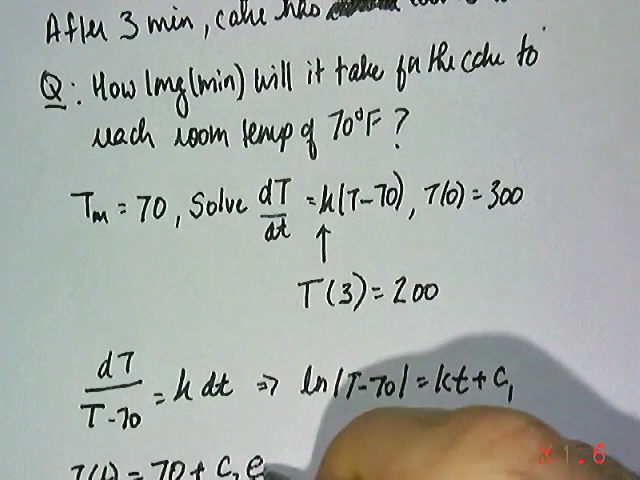 After 3 min, cake has
Q: How long (min) will it take for the cake to
reach room temp of 70°F?
Tm = 70, Solve dT/dt = k(T-70), T(0) = 300
↑
T(3) = 200
dT/T-70 = k dt ⇒ ln|T-70| = kt + C₁
T(t) = 70 + C₂e
X1.6